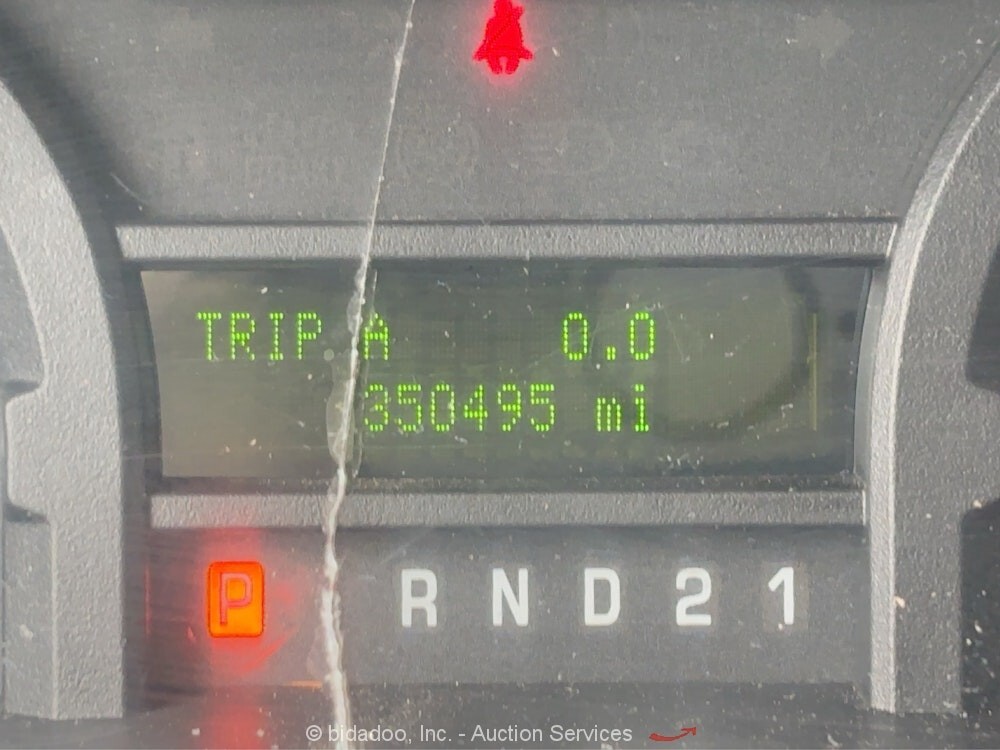 TRIP A 0.0
350495 mi
P R N D 2 1
© bidadoo, Inc. - Auction Services